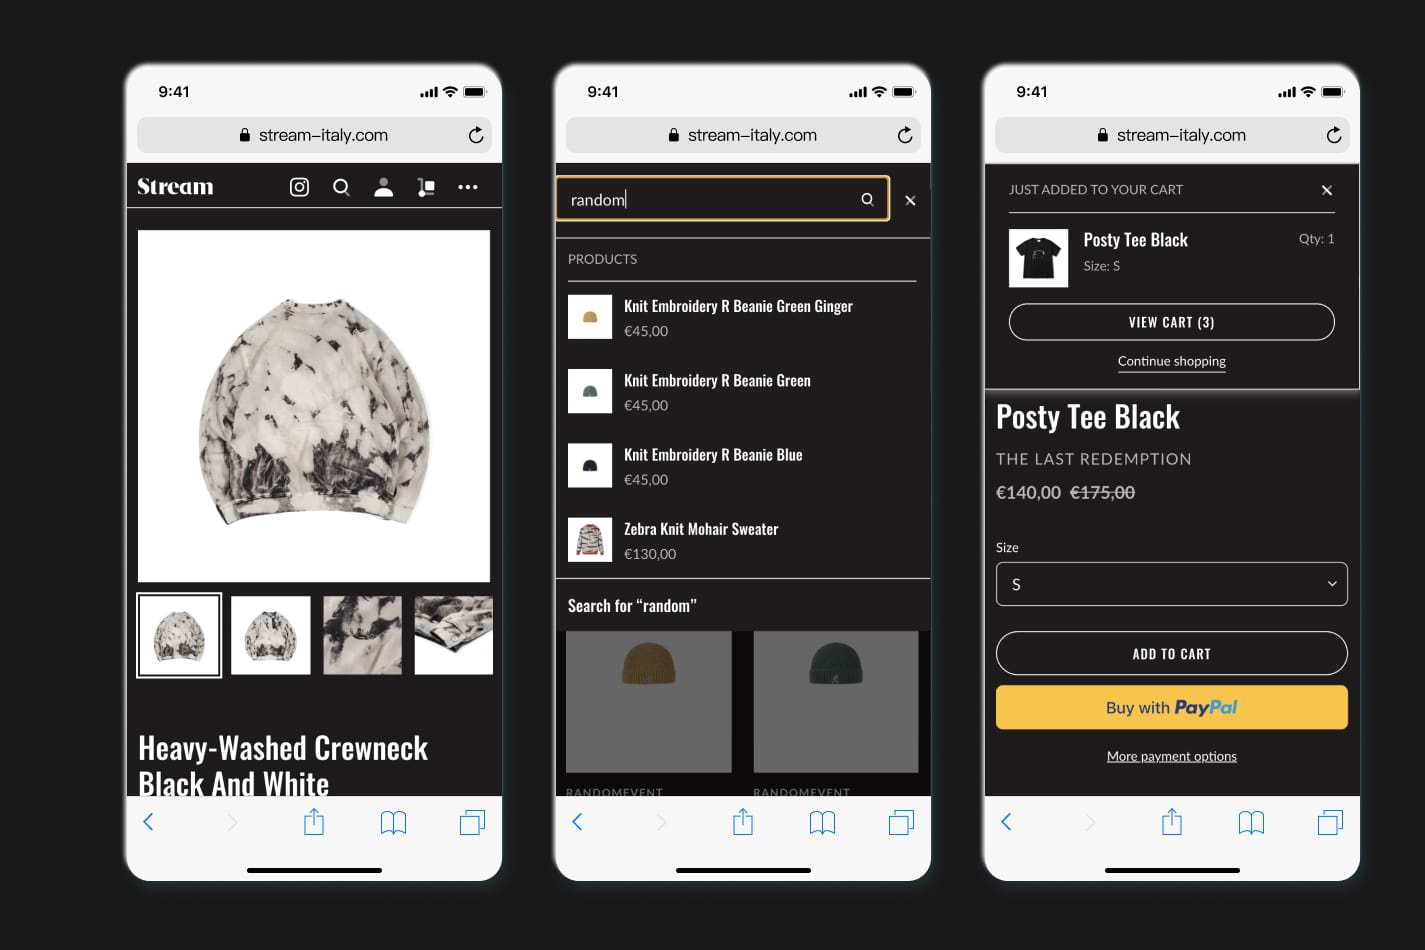 9:41
stream-italy.com
Stream
Heavy-Washed Crewneck
Black And White
9:41
stream-italy.com
random
PRODUCTS
Knit Embroidery R Beanie Green Ginger
€45,00
Knit Embroidery R Beanie Green
€45,00
Knit Embroidery R Beanie Blue
€45,00
Zebra Knit Mohair Sweater
€130,00
Search for “random”
RANDOMEVENT RANDOMEVENT
9:41
stream-italy.com
JUST ADDED TO YOUR CART
Posty Tee Black Qty: 1
Size: S
VIEW CART (3)
Continue shopping
Posty Tee Black
THE LAST REDEMPTION
€140,00 €175,00
Size
S
ADD TO CART
Buy with PayPal
More payment options